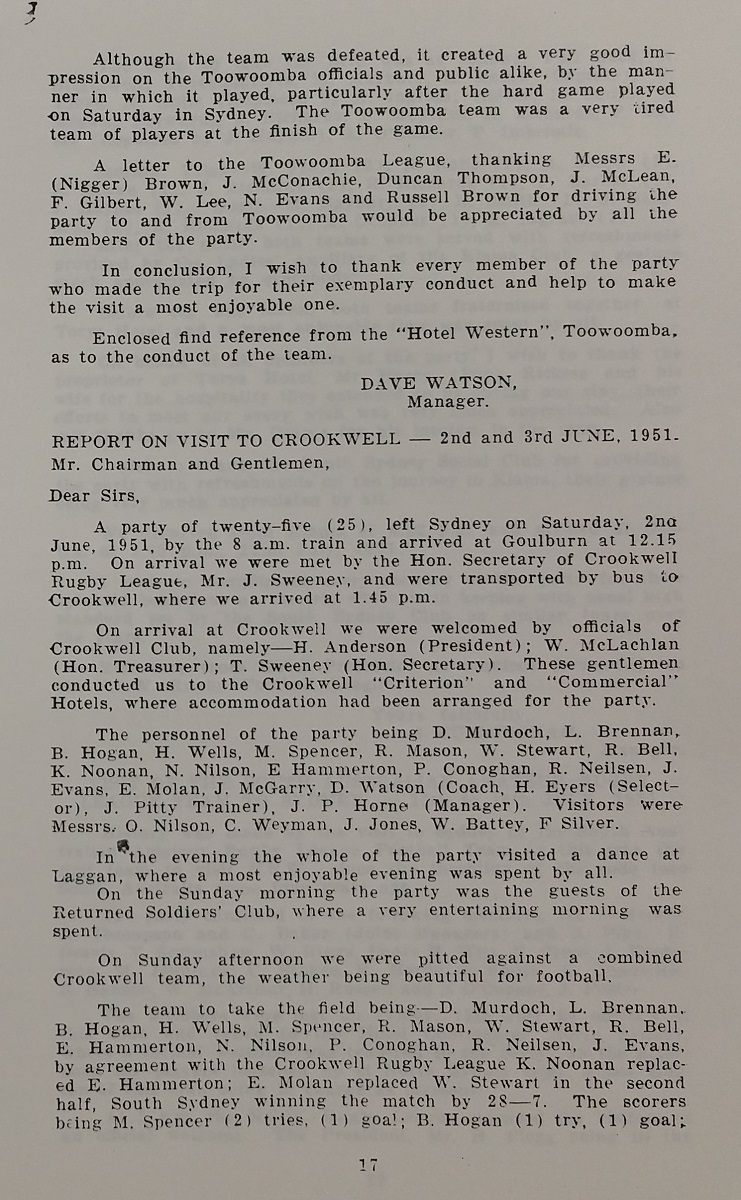 Although the team was defeated, it created a very good im-
pression on the Toowoomba officials and public alike, by the man-
ner in which it played, particularly after the hard game played
on Saturday in Sydney. The Toowoomba team was a very tired
team of players at the finish of the game.
A letter to the Toowoomba League, thanking Messrs E.
(Nigger) Brown, J. McConachie, Duncan Thompson, J. McLean,
F. Gilbert, W. Lee, N. Evans and Russell Brown for driving the
party to and from Toowoomba would be appreciated by all the
members of the party.
In conclusion, I wish to thank every member of the party
who made the trip for their exemplary conduct and help to make
the visit a most enjoyable one.
Enclosed find reference from the "Hotel Western", Toowoomba,
as to the conduct of the team.
DAVE WATSON,
Manager.
REPORT ON VISIT TO CROOKWELL — 2nd and 3rd JUNE, 1951.
Mr. Chairman and Gentlemen,
Dear Sirs,
A party of twenty-five (25), left Sydney on Saturday, 2nd
June, 1951, by the 8 a.m. train and arrived at Goulburn at 12.15
p.m. On arrival we were met by the Hon. Secretary of Crookwell
Rugby League, Mr. J. Sweeney, and were transported by bus to
Crookwell, where we arrived at 1.45 p.m.
On arrival at Crookwell we were welcomed by officials of
Crookwell Club, namely—H. Anderson (President); W. McLachlan
(Hon. Treasurer); T. Sweeney (Hon. Secretary). These gentlemen
conducted us to the Crookwell "Criterion" and "Commercial"
Hotels, where accommodation had been arranged for the party.
The personnel of the party being D. Murdoch, L. Brennan,
B. Hogan, H. Wells, M. Spencer, R. Mason, W. Stewart, R. Bell,
K. Noonan, N. Nilson, E Hammerton, P. Conoghan, R. Neilsen, J.
Evans, E. Molan, J. McGarry, D. Watson (Coach, H. Eyers (Select-
or), J. Pitty Trainer), J. P. Horne (Manager). Visitors were
Messrs. O. Nilson, C. Weyman, J. Jones, W. Battey, F Silver.
In the evening the whole of the party visited a dance at
Laggan, where a most enjoyable evening was spent by all.
On the Sunday morning the party was the guests of the
Returned Soldiers' Club, where a very entertaining morning was
spent.
On Sunday afternoon we were pitted against a combined
Crookwell team, the weather being beautiful for football.
The team to take the field being—D. Murdoch, L. Brennan,
B. Hogan, H. Wells, M. Spencer, R. Mason, W. Stewart, R. Bell,
E. Hammerton, N. Nilson, P. Conoghan, R. Neilsen, J. Evans,
by agreement with the Crookwell Rugby League K. Noonan replac-
ed E. Hammerton; E. Molan replaced W. Stewart in the second
half, South Sydney winning the match by 28—7. The scorers
being M. Spencer (2) tries, (1) goal; B. Hogan (1) try, (1) goal;
17